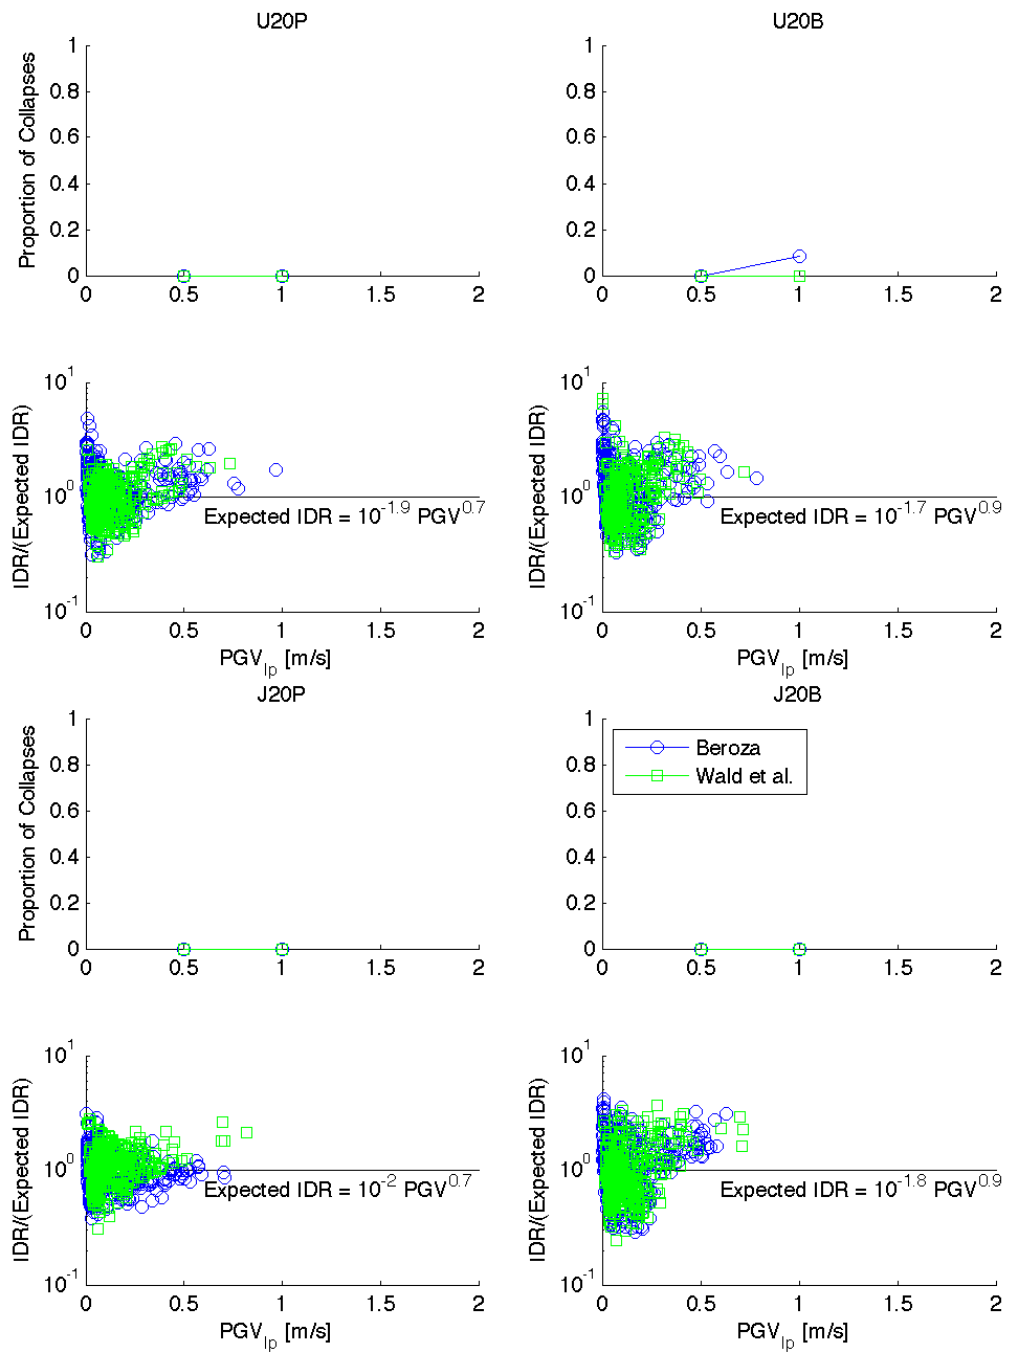 U20P
U20B
Proportion of Collapses
1
0.8
0.6
0.4
0.2
0
0 0.5 1 1.5 2
1
0.8
0.6
0.4
0.2
0
0 0.5 1 1.5 2
IDR/(Expected IDR)
10^1
10^0
10^-1
Expected IDR = 10^-1.9 PGV^0.7
0 0.5 1 1.5 2
PGV_lp [m/s]
IDR/(Expected IDR)
10^1
10^0
10^-1
Expected IDR = 10^-1.7 PGV^0.9
0 0.5 1 1.5 2
PGV_lp [m/s]
J20P
J20B
Proportion of Collapses
1
0.8
0.6
0.4
0.2
0
0 0.5 1 1.5 2
1
0.8
0.6
0.4
0.2
0
Beroza
Wald et al.
0 0.5 1 1.5 2
IDR/(Expected IDR)
10^1
10^0
10^-1
Expected IDR = 10^-2 PGV^0.7
0 0.5 1 1.5 2
PGV_lp [m/s]
IDR/(Expected IDR)
10^1
10^0
10^-1
Expected IDR = 10^-1.8 PGV^0.9
0 0.5 1 1.5 2
PGV_lp [m/s]